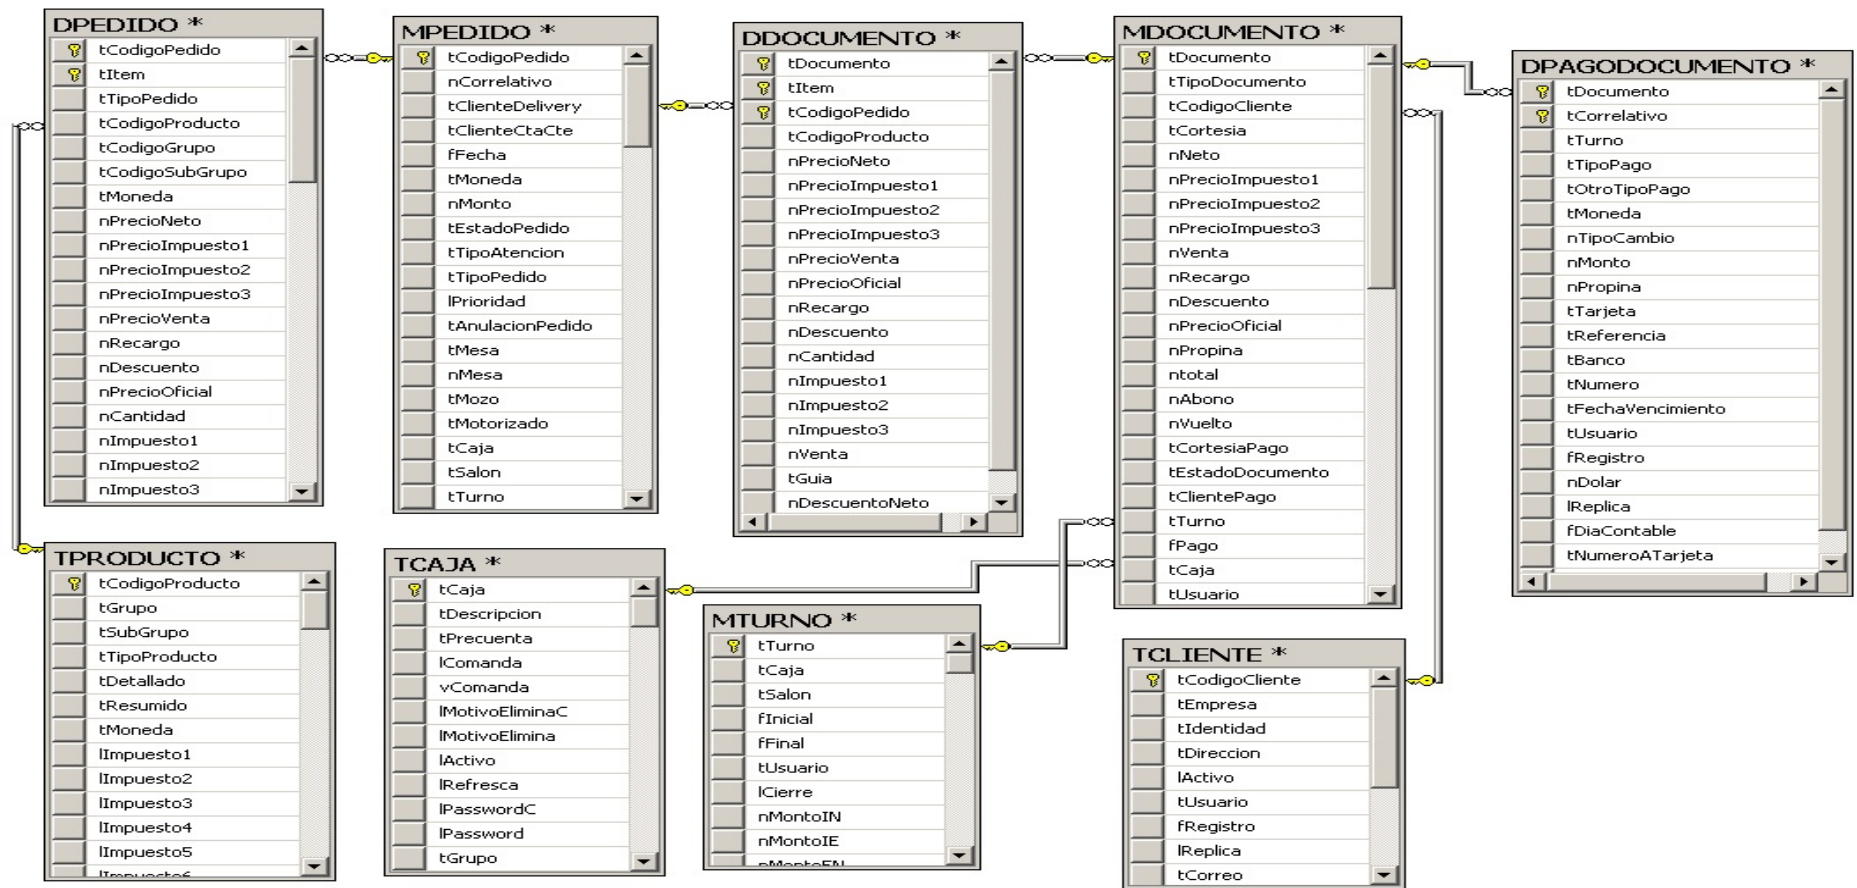 DPEDIDO *
tCodigoPedido
tItem
tTipoPedido
tCodigoProducto
tCodigoGrupo
tCodigoSubGrupo
tMoneda
nPrecioNeto
nPrecioImpuesto1
nPrecioImpuesto2
nPrecioImpuesto3
nPrecioVenta
nRecargo
nDescuento
nPrecioOficial
nCantidad
nImpuesto1
nImpuesto2
nImpuesto3
MPEDIDO *
tCodigoPedido
nCorrelativo
tClienteDelivery
tClienteCtaCte
fFecha
tMoneda
nMonto
tEstadoPedido
tTipoAtencion
tTipoPedido
lPrioridad
tAnulacionPedido
tMesa
nMesa
tMozo
tMotorizado
tCaja
tSalon
tTurno
DDOCUMENTO *
tDocumento
tItem
tCodigoPedido
tCodigoProducto
nPrecioNeto
nPrecioImpuesto1
nPrecioImpuesto2
nPrecioImpuesto3
nPrecioVenta
nPrecioOficial
nRecargo
nDescuento
nCantidad
nImpuesto1
nImpuesto2
nImpuesto3
nVenta
tGuia
nDescuentoNeto
MDOCUMENTO *
tDocumento
tTipoDocumento
tCodigoCliente
tCortesia
nNeto
nPrecioImpuesto1
nPrecioImpuesto2
nPrecioImpuesto3
nVenta
nRecargo
nDescuento
nPrecioOficial
nPropina
ntotal
nAbono
nVuelto
tCortesiaPago
tEstadoDocumento
tClientePago
tTurno
fPago
tCaja
tUsuario
DPAGODOCUMENTO *
tDocumento
tCorrelativo
tTurno
tTipoPago
tOtroTipoPago
tMoneda
nTipoCambio
nMonto
nPropina
tTarjeta
tReferencia
tBanco
tNumero
tFechaVencimiento
tUsuario
fRegistro
nDolar
lReplica
fDiaContable
tNumeroATarjeta
TPRODUCTO *
tCodigoProducto
tGrupo
tSubGrupo
tTipoProducto
tDetallado
tResumido
tMoneda
lImpuesto1
lImpuesto2
lImpuesto3
lImpuesto4
lImpuesto5
lImpuesto6
TCAJA *
tCaja
tDescripcion
tPrecuenta
lComanda
vComanda
lMotivoEliminaC
lMotivoElimina
lActivo
lRefresca
lPasswordC
lPassword
tGrupo
MTURNO *
tTurno
tCaja
tSalon
fInicial
fFinal
tUsuario
lCierre
nMontoIN
nMontoIE
nMontoFN
TCLIENTE *
tCodigoCliente
tEmpresa
tIdentidad
tDireccion
lActivo
tUsuario
fRegistro
lReplica
tCorreo